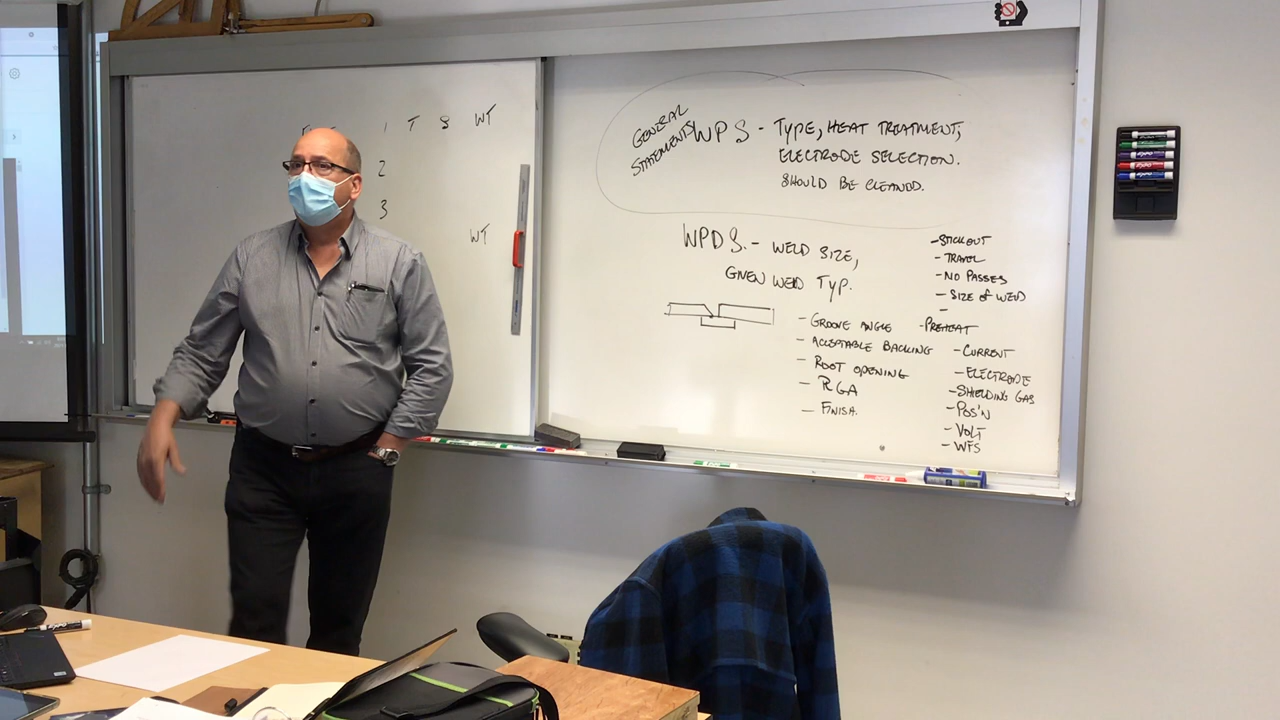 1 T S WT
2
3
WT
GENERAL
STATEMENTS
WPS - TYPE, HEAT TREATMENT,
ELECTRODE SELECTION.
SHOULD BE CLEANED.
WPDS. - WELD SIZE,
GIVEN WELD TYP.
- GROOVE ANGLE
- ACCEPTABLE BACKING
- ROOT OPENING
- FINISH.
- STICKOUT
- TRAVEL
- NO PASSES
- SIZE OF WELD
-
- PREHEAT
- CURRENT
- ELECTRODE
- SHIELDING GAS
- POS'N
- VOLT
- WFS